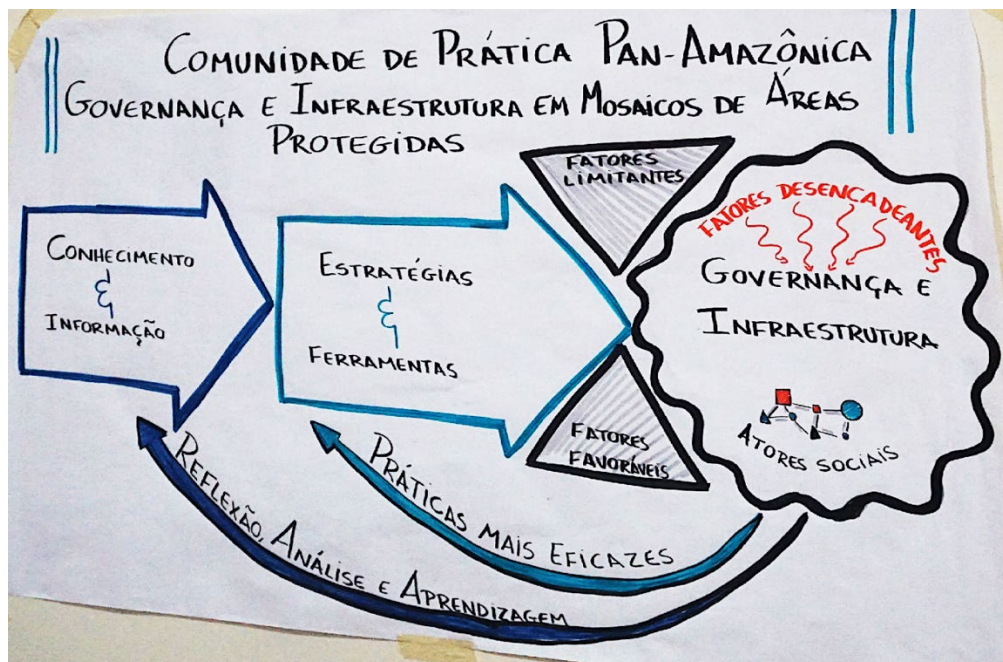 COMUNIDADE DE PRÁTICA PAN-AMAZÔNICA
GOVERNANÇA E INFRAESTRUTURA EM MOSAICOS DE ÁREAS
PROTEGIDAS
CONHECIMENTO
&
INFORMAÇÃO
ESTRATÉGIAS
&
FERRAMENTAS
FATORES
LIMITANTES
FATORES
FAVORÁVEIS
FATORES DESENCADEANTES
GOVERNANÇA E
INFRAESTRUTURA
ATORES SOCIAIS
PRÁTICAS MAIS EFICAZES
REFLEXÃO, ANÁLISE E APRENDIZAGEM